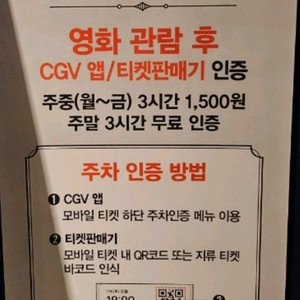 영화 관람 후
CGV 앱/티켓판매기 인증
주중(월~금) 3시간 1,500원
주말 3시간 무료 인증
주차 인증 방법
1 CGV 앱
모바일 티켓 하단 주차인증 메뉴 이용
2 티켓판매기
모바일 티켓 내 QR코드 또는 지류 티켓
바코드 인식
19:00